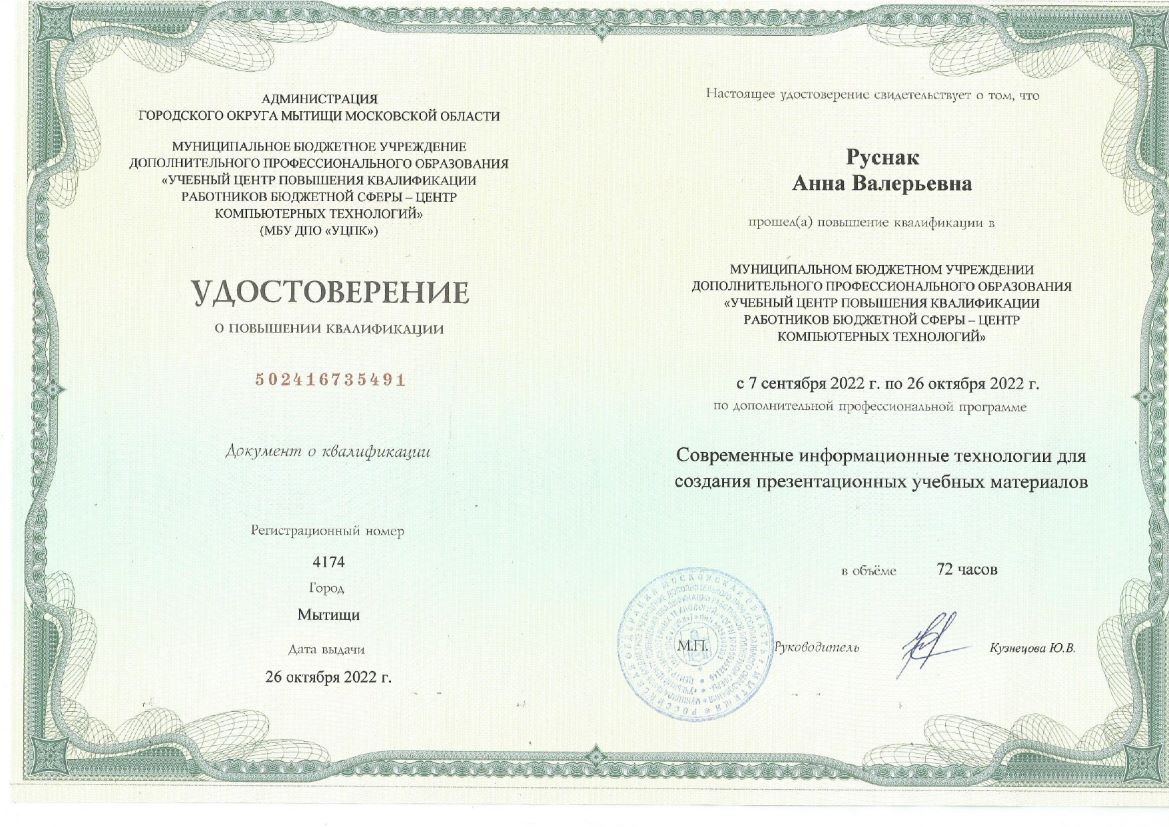 АДМИНИСТРАЦИЯ
ГОРОДСКОГО ОКРУГА МЫТИЩИ МОСКОВСКОЙ ОБЛАСТИ
МУНИЦИПАЛЬНОЕ БЮДЖЕТНОЕ УЧРЕЖДЕНИЕ
ДОПОЛНИТЕЛЬНОГО ПРОФЕССИОНАЛЬНОГО ОБРАЗОВАНИЯ
«УЧЕБНЫЙ ЦЕНТР ПОВЫШЕНИЯ КВАЛИФИКАЦИИ
РАБОТНИКОВ БЮДЖЕТНОЙ СФЕРЫ – ЦЕНТР
КОМПЬЮТЕРНЫХ ТЕХНОЛОГИЙ»
(МБУ ДПО «УЦПК»)
УДОСТОВЕРЕНИЕ
О ПОВЫШЕНИИ КВАЛИФИКАЦИИ
502416735491
Документ о квалификации
Регистрационный номер
4174
Город
Мытищи
Дата выдачи
26 октября 2022 г.
Настоящее удостоверение свидетельствует о том, что
Руснак
Анна Валерьевна
прошел(а) повышение квалификации в
МУНИЦИПАЛЬНОМ БЮДЖЕТНОМ УЧРЕЖДЕНИИ
ДОПОЛНИТЕЛЬНОГО ПРОФЕССИОНАЛЬНОГО ОБРАЗОВАНИЯ
«УЧЕБНЫЙ ЦЕНТР ПОВЫШЕНИЯ КВАЛИФИКАЦИИ
РАБОТНИКОВ БЮДЖЕТНОЙ СФЕРЫ – ЦЕНТР
КОМПЬЮТЕРНЫХ ТЕХНОЛОГИЙ»
с 7 сентября 2022 г. по 26 октября 2022 г.
по дополнительной профессиональной программе
Современные информационные технологии для
создания презентационных учебных материалов
в объёме 72 часов
М.П. Руководитель Кузнецова Ю.В.